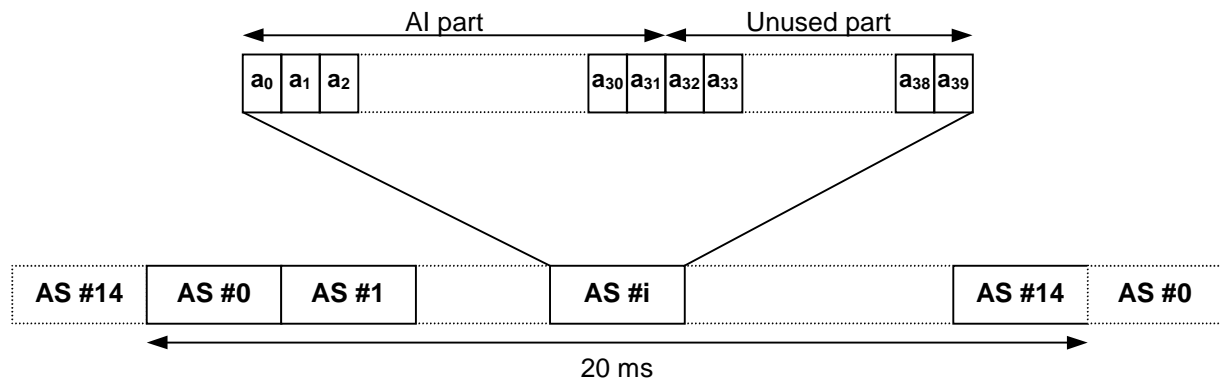 AI part Unused part
a0 a1 a2 a30 a31 a32 a33 a38 a39
AS #14 AS #0 AS #1 AS #i AS #14 AS #0
20 ms